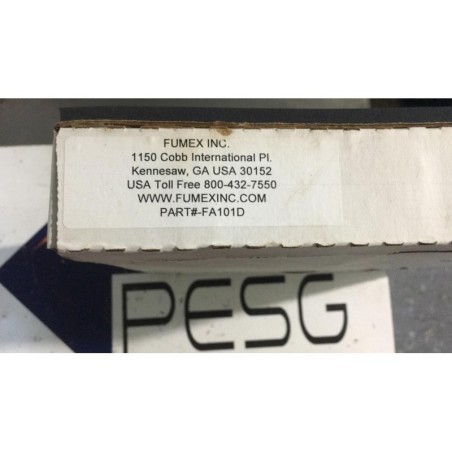 FUMEX INC.
1150 Cobb International Pl.
Kennesaw, GA USA 30152
USA Toll Free 800-432-7550
WWW.FUMEXINC.COM
PART#-FA101D
PESG